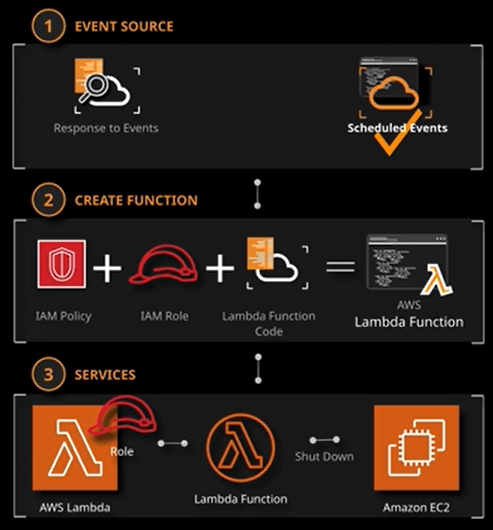 1 EVENT SOURCE
Response to Events
Scheduled Events
2 CREATE FUNCTION
IAM Policy
IAM Role
Lambda Function
Code
AWS
Lambda Function
3 SERVICES
Role
Shut Down
AWS Lambda
Lambda Function
Amazon EC2